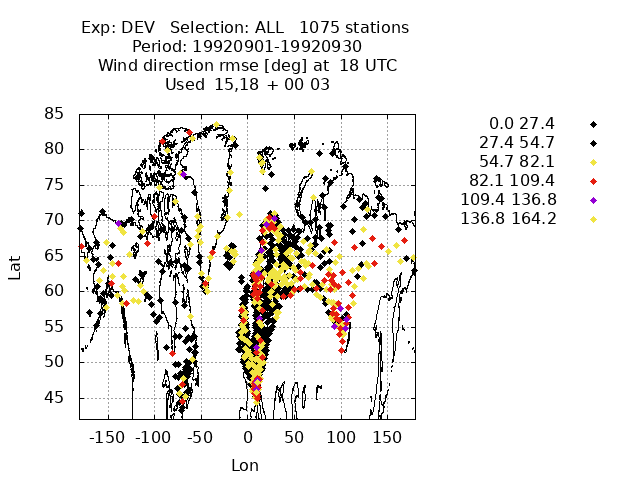 Exp: DEV   Selection: ALL   1075 stations
Period: 19920901-19920930
Wind direction rmse [deg] at  18 UTC
Used  15,18 + 00 03
85
80
75
70
65
60
55
50
45
Lat
-150 -100 -50 0 50 100 150
Lon
0.0 27.4
27.4 54.7
54.7 82.1
82.1 109.4
109.4 136.8
136.8 164.2